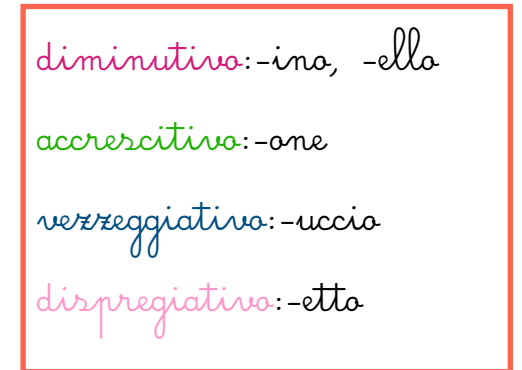 diminutivo:-ino, -ello
accrescitivo:-one
vezzeggiativo:-uccio
dispregiativo:-etto